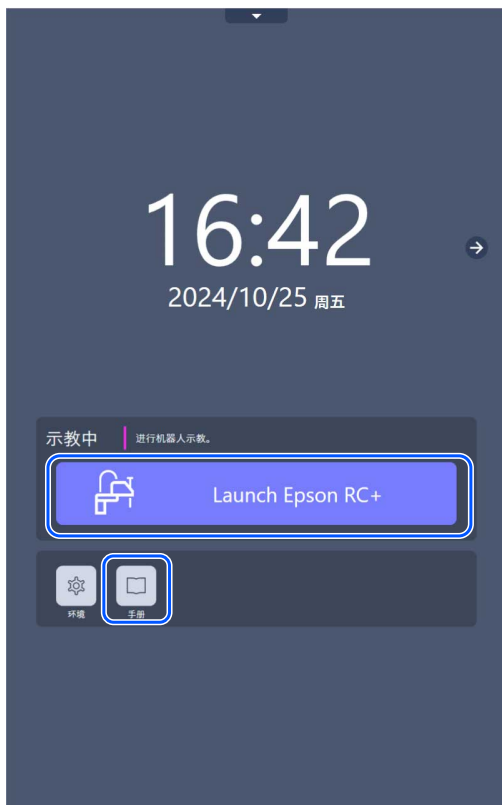 16:42
2024/10/25 周五
示教中 进行机器人示教。
Launch Epson RC+
环境 手册